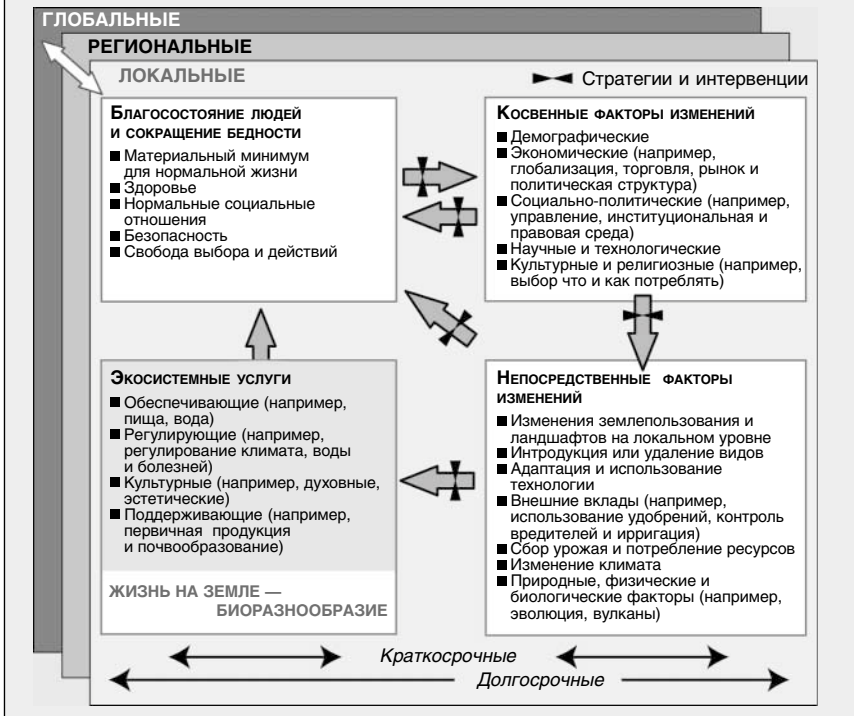 ГЛОБАЛЬНЫЕ
РЕГИОНАЛЬНЫЕ
ЛОКАЛЬНЫЕ
Стратегии и интервенции
Благосостояние людей
и сокращение бедности
■ Материальный минимум
для нормальной жизни
■ Здоровье
■ Нормальные социальные
отношения
■ Безопасность
■ Свобода выбора и действий
Косвенные факторы изменений
■ Демографические
■ Экономические (например,
глобализация, торговля, рынок и
политическая структура)
■ Социально-политические (например,
управление, институциональная и
правовая среда)
■ Научные и технологические
■ Культурные и религиозные (например,
выбор что и как потреблять)
Экосистемные услуги
■ Обеспечивающие (например,
пища, вода)
■ Регулирующие (например,
регулирование климата, воды
и болезней)
■ Культурные (например, духовные,
эстетические)
■ Поддерживающие (например,
первичная продукция
и почвообразование)
ЖИЗНЬ НА ЗЕМЛЕ —
БИОРАЗНООБРАЗИЕ
Непосредственные факторы
изменений
■ Изменения землепользования и
ландшафтов на локальном уровне
■ Интродукция или удаление видов
■ Адаптация и использование
технологии
■ Внешние вклады (например,
использование удобрений, контроль
вредителей и ирригация)
■ Сбор урожая и потребление ресурсов
■ Изменение климата
■ Природные, физические и
биологические факторы (например,
эволюция, вулканы)
Краткосрочные
Долгосрочные